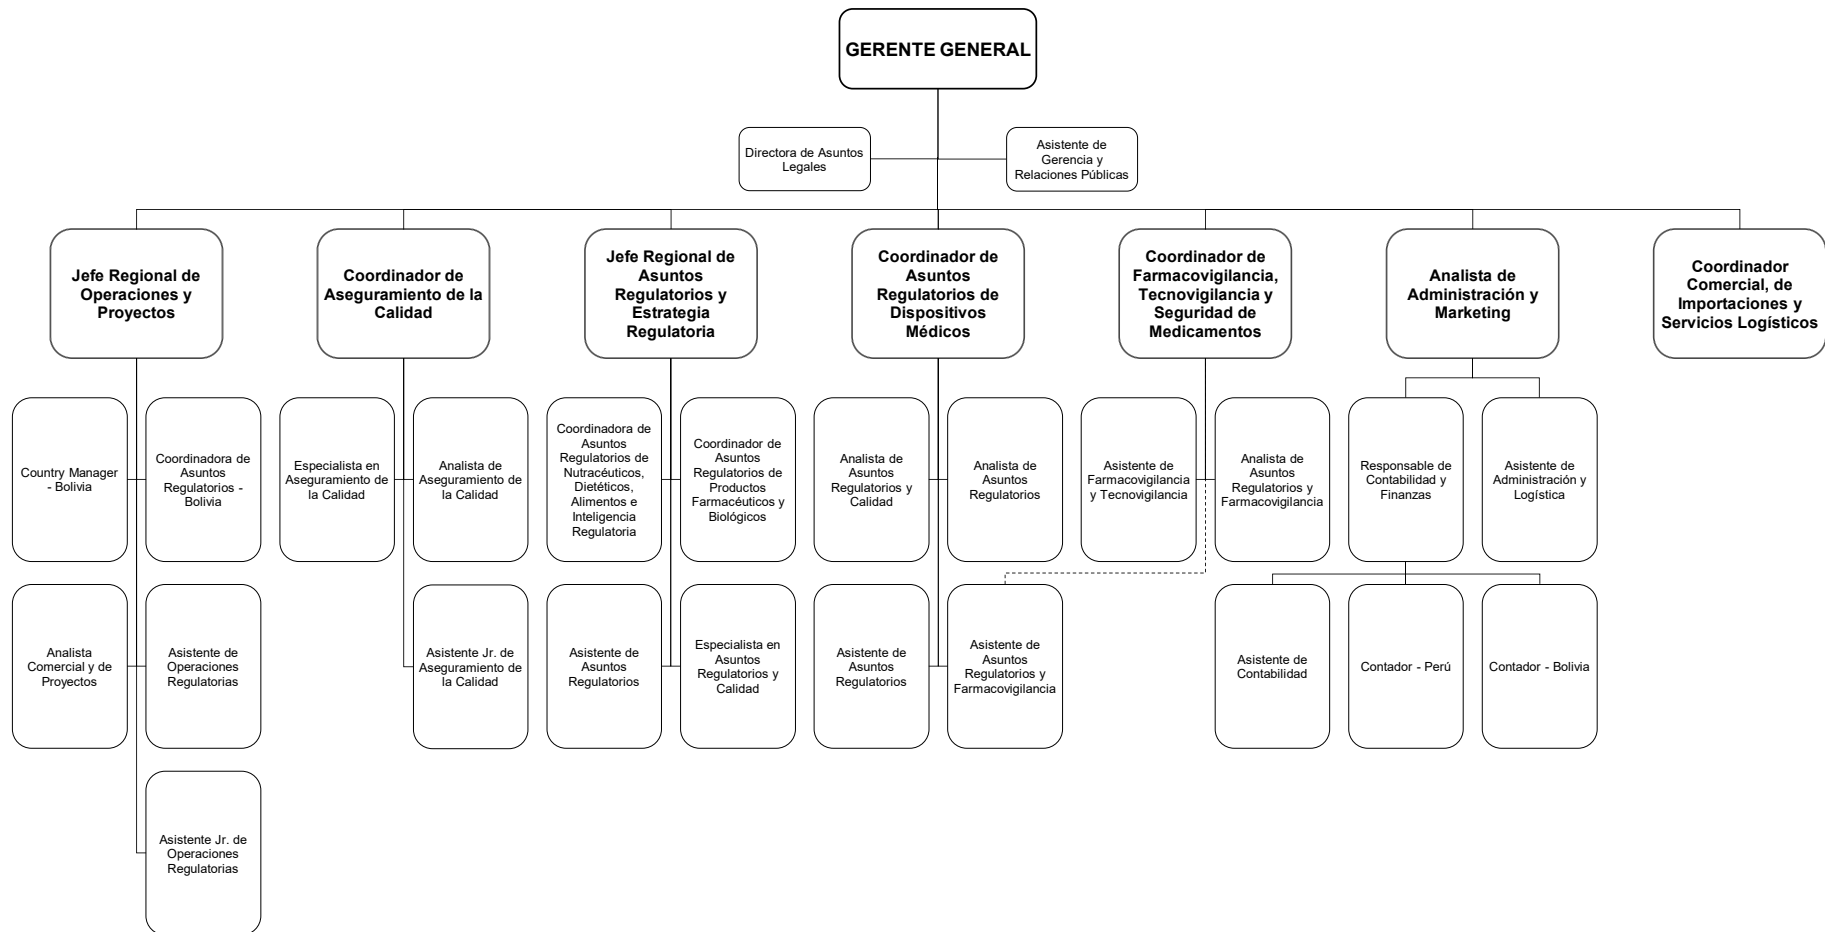 GERENTE GENERAL
Directora de Asuntos
Legales
Asistente de
Gerencia y
Relaciones Públicas
Jefe Regional de
Operaciones y
Proyectos
Coordinador de
Aseguramiento de la
Calidad
Jefe Regional de
Asuntos
Regulatorios y
Estrategia
Regulatoria
Coordinador de
Asuntos
Regulatorios de
Dispositivos
Médicos
Coordinador de
Farmacovigilancia,
Tecnovigilancia y
Seguridad de
Medicamentos
Analista de
Administración y
Marketing
Coordinador
Comercial, de
Importaciones y
Servicios Logísticos
Country Manager
- Bolivia
Coordinadora de
Asuntos
Regulatorios -
Bolivia
Especialista en
Aseguramiento de
la Calidad
Analista de
Aseguramiento de
la Calidad
Coordinadora de
Asuntos
Regulatorios de
Nutracéuticos,
Dietéticos,
Alimentos e
Inteligencia
Regulatoria
Coordinador de
Asuntos
Regulatorios de
Productos
Farmacéuticos y
Biológicos
Analista de
Asuntos
Regulatorios y
Calidad
Analista de
Asuntos
Regulatorios
Asistente de
Farmacovigilancia
y Tecnovigilancia
Analista de
Asuntos
Regulatorios y
Farmacovigilancia
Responsable de
Contabilidad y
Finanzas
Asistente de
Administración y
Logística
Analista
Comercial y de
Proyectos
Asistente de
Operaciones
Regulatorias
Asistente Jr. de
Aseguramiento de
la Calidad
Asistente de
Asuntos
Regulatorios
Especialista en
Asuntos
Regulatorios y
Calidad
Asistente de
Asuntos
Regulatorios
Asistente de
Asuntos
Regulatorios y
Farmacovigilancia
Asistente de
Contabilidad
Contador - Perú
Contador - Bolivia
Asistente Jr. de
Operaciones
Regulatorias